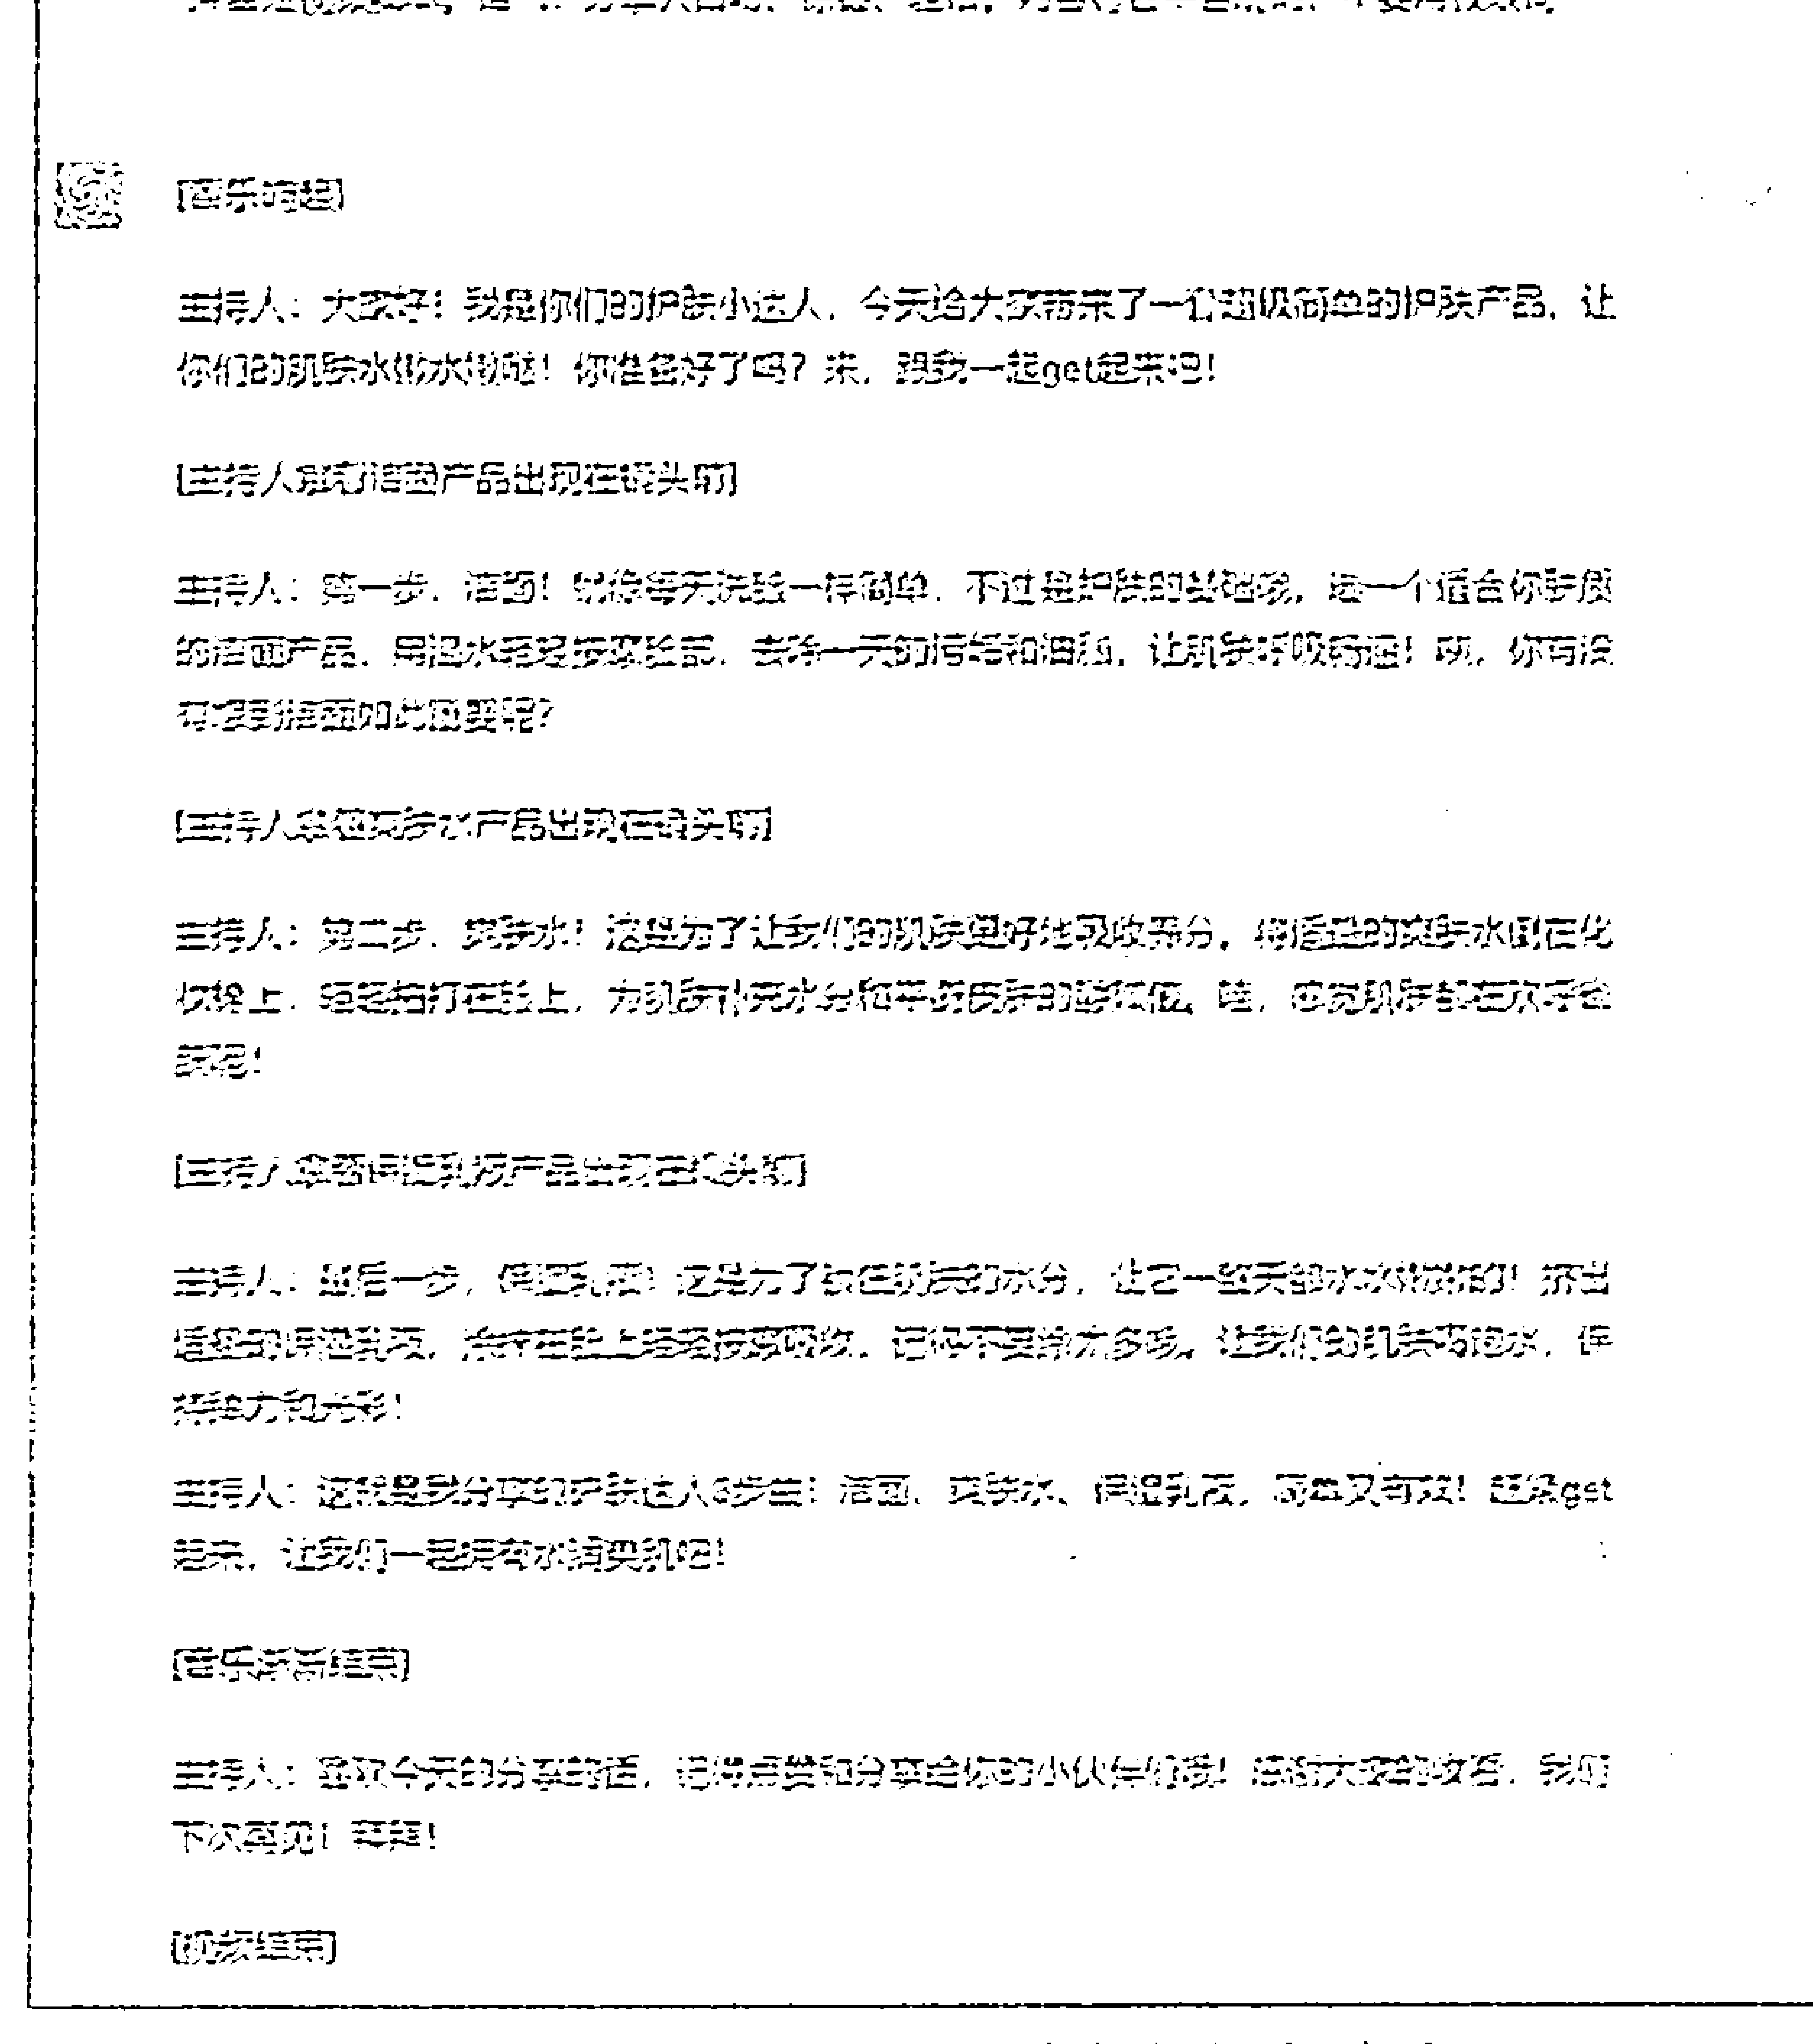 [音乐响起]
主持人：大家好！我是你们的护肤小达人，今天给大家带来了一套超级简单的护肤产品，让
你们的肌肤水水哒！你准备好了吗？来，跟我一起get起来吧！
[主持人拿着洁面产品出现在镜头前]
主持人：第一步，洁面！就像每天洗脸一样简单，不过是护肤的基础哦，选一个适合你肤质
的洁面产品，用温水轻轻按摩脸部，去除一天的污垢和油脂，让肌肤呼吸舒适！哎，你有没
有 洁面如此重要呢？
[主持人拿着爽肤水产品出现在镜头前]
主持人：第二步，爽肤水！这是为了让我们的肌肤更好地吸收养分，将适量的爽肤水倒在化
妆棉上，轻轻拍打在脸上，为肌肤补充水分和平衡皮肤的酸碱值。哇，感觉肌肤都在欢呼雀
跃呢！
[主持人拿着保湿乳液产品出现在镜头前]
主持人：最后一步，保湿乳液！这是为了锁住肌肤的水分，让它一整天都水水的！挤出
适量的保湿乳液，涂在脸上轻轻按摩吸收，记得不要涂太多哦，让我们的肌肤喝饱水，保
持弹力和光彩！
主持人：这就是我分享的护肤达人3步曲！洁面、爽肤水、保湿乳液，简单又有效！赶紧get
起来，让我们一起拥有水润美肌吧！
[音乐渐渐结束]
主持人：喜欢今天的分享的话，记得点赞和分享给你的小伙伴们哦！感谢大家的收看，我们
下次再见！拜拜！
[视频结束]